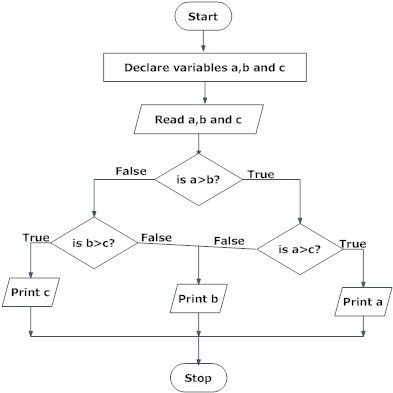 Start
Declare variables a,b and c
Read a,b and c
False
is a>b?
True
True
is b>c?
False
False
is a>c?
True
Print c
Print b
Print a
Stop